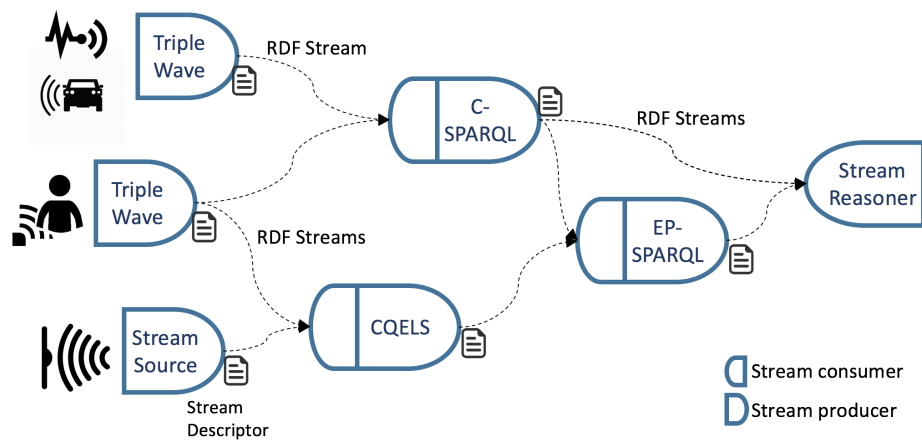 Triple
Wave
RDF Stream
C-
SPARQL
RDF Streams
Stream
Reasoner
Triple
Wave
RDF Streams
EP-
SPARQL
CQELS
Stream
Source
Stream
Descriptor
Stream consumer
Stream producer